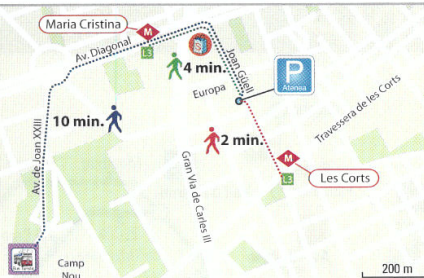 Maria Cristina
M
L3
Av. Diagonal
S
4 min.
Joan Güell
Europa
P
Atenea
10 min.
2 min.
Travessera de les Corts
Av. de Joan XXIII
Gran Via de Carles III
M
Les Corts
L3
Camp
Nou
200 m